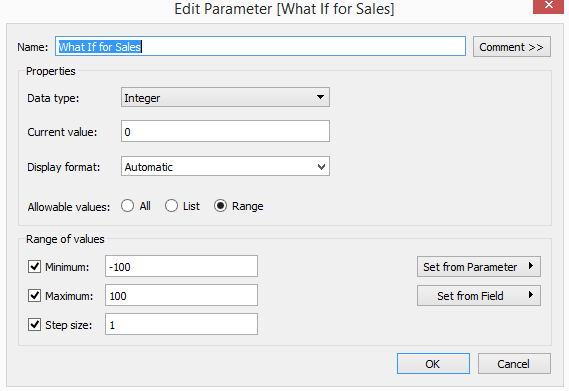 Edit Parameter [What If for Sales]
Name: What If for Sales Comment >>
Properties
Data type: Integer
Current value: 0
Display format: Automatic
Allowable values: All List Range
Range of values
Minimum: -100 Set from Parameter
Maximum: 100 Set from Field
Step size: 1
OK Cancel